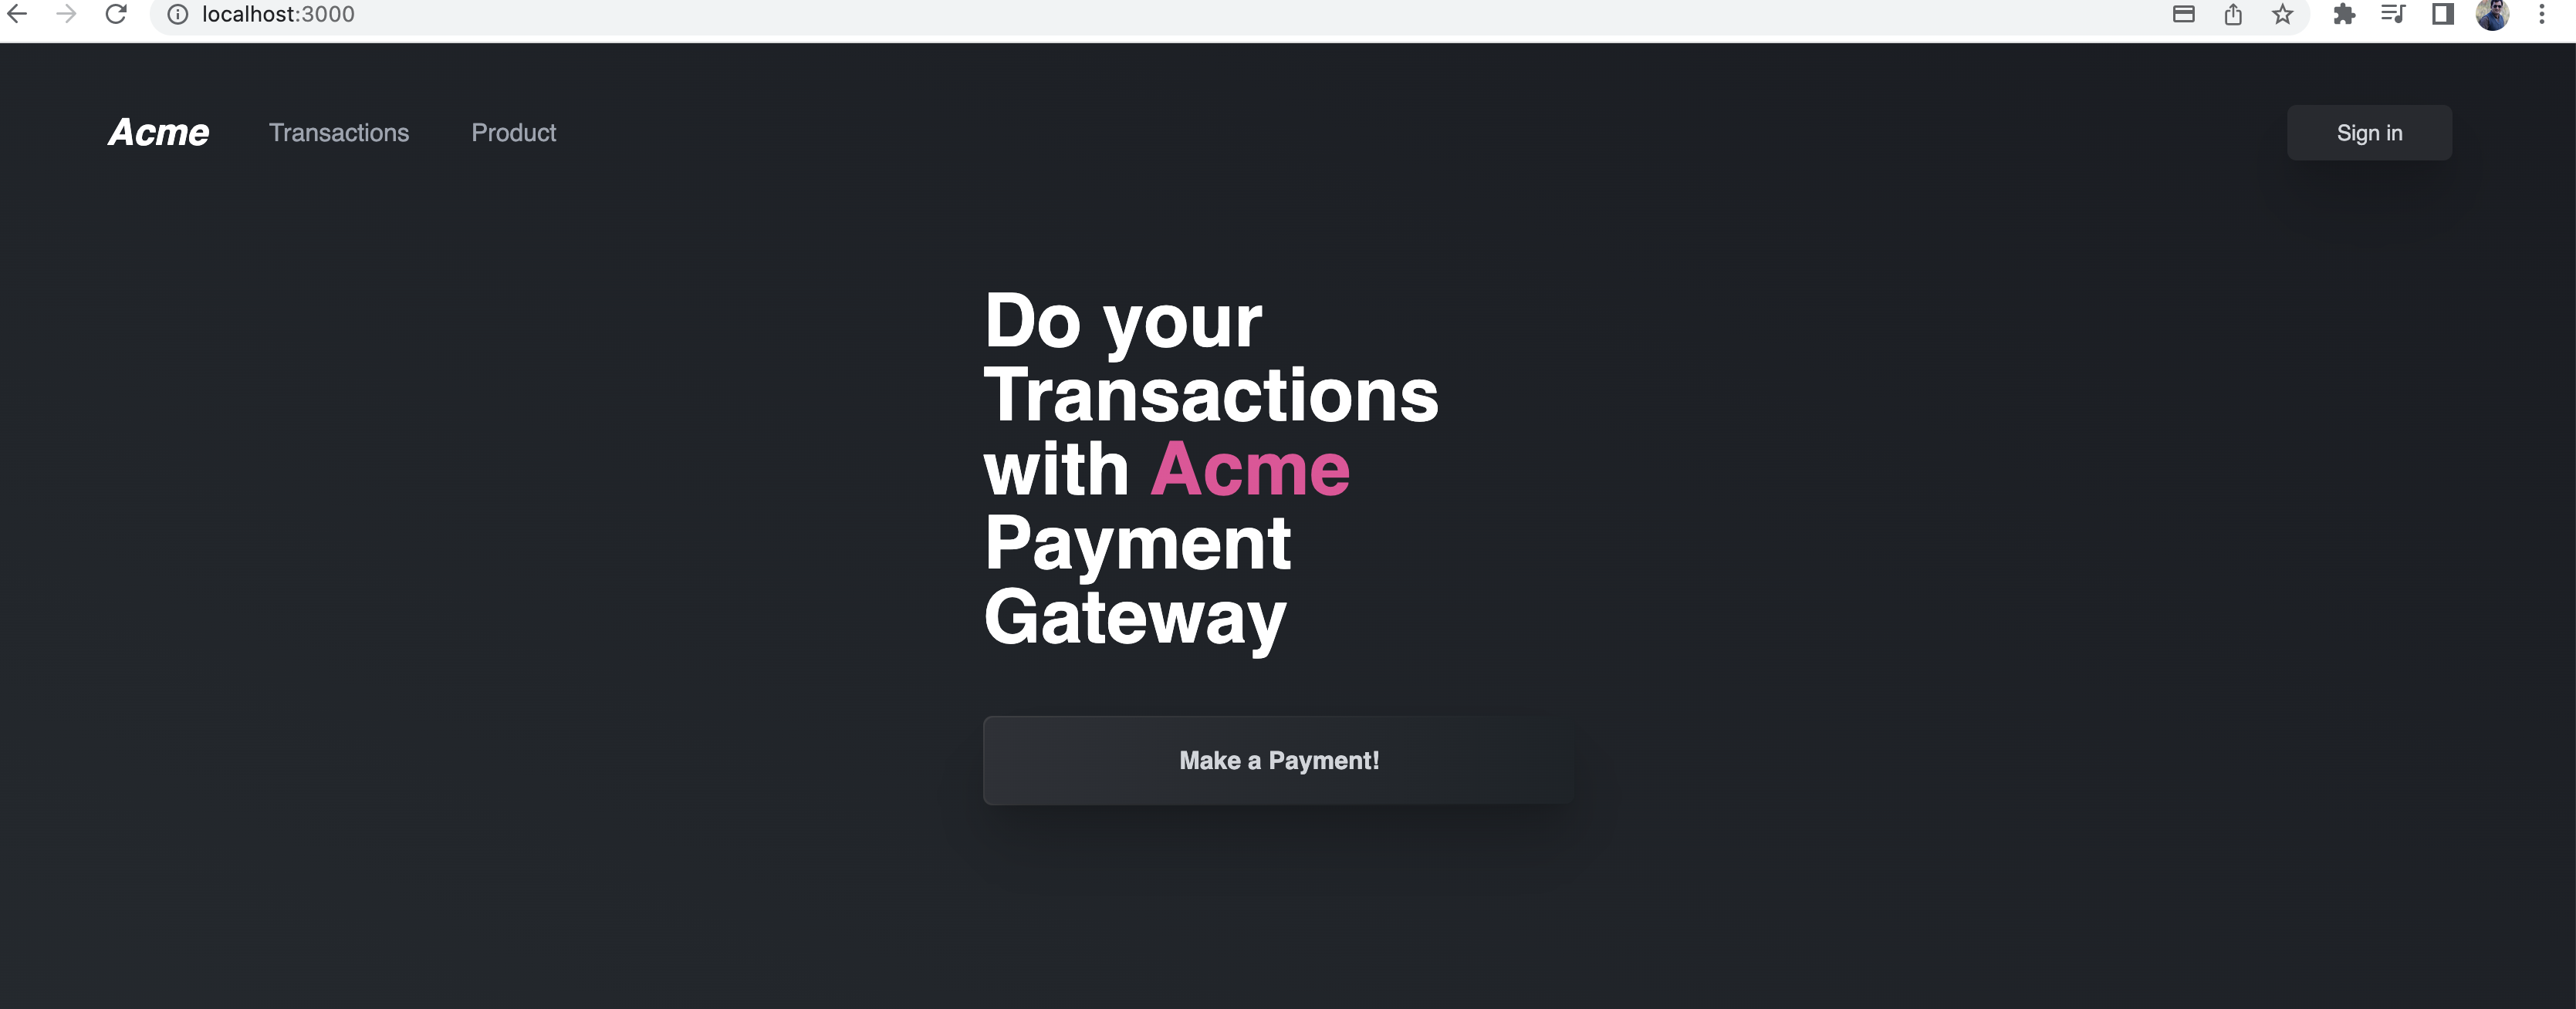 localhost:3000
Acme Transactions Product Sign in
Do your
Transactions
with Acme
Payment
Gateway
Make a Payment!